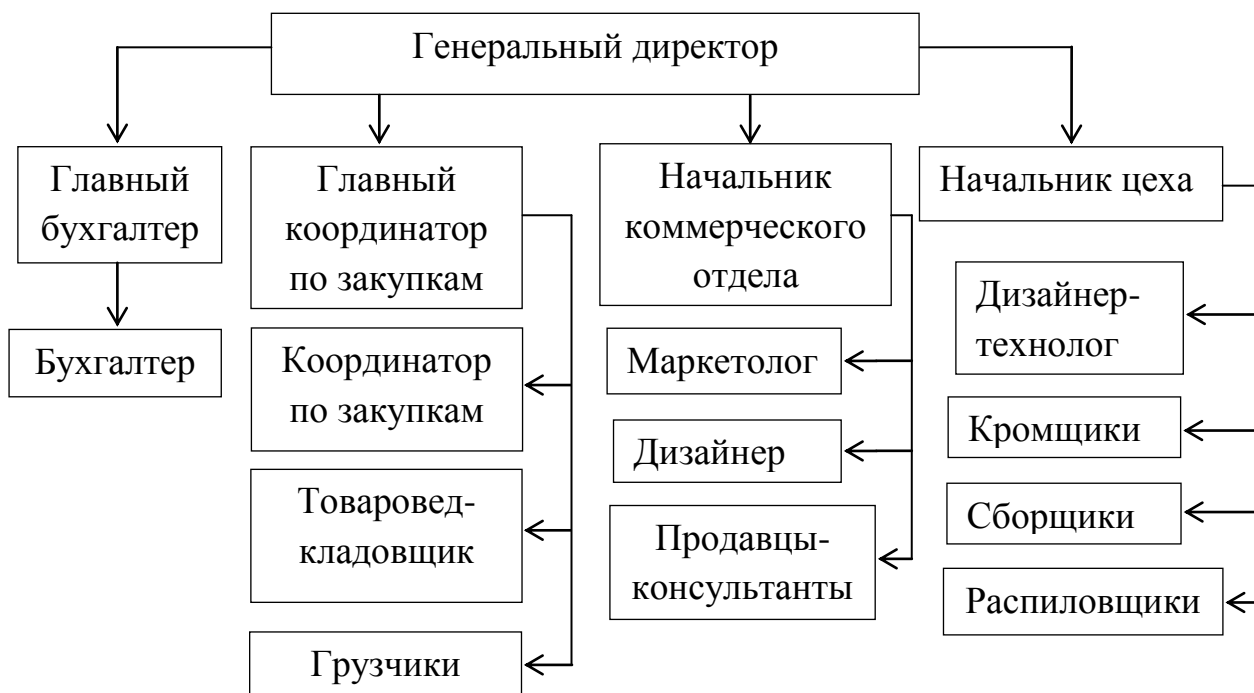 Генеральный директор
Главный
бухгалтер
Главный
координатор
по закупкам
Начальник
коммерческого
отдела
Начальник цеха
Бухгалтер
Координатор
по закупкам
Товаровед-
кладовщик
Грузчики
Маркетолог
Дизайнер
Продавцы-
консультанты
Дизайнер-
технолог
Кромщики
Сборщики
Распиловщики